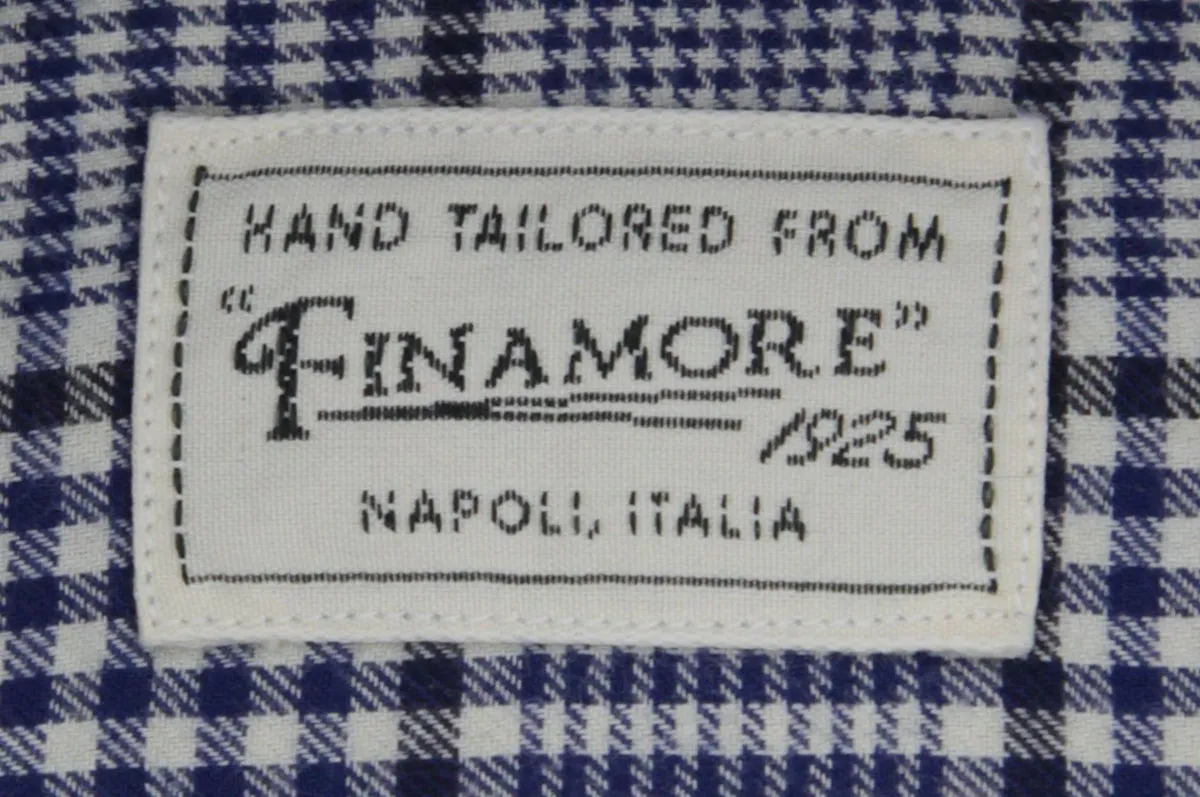 HAND TAILORED FROM
"FINAMORE"
1925
NAPOLI, ITALIA